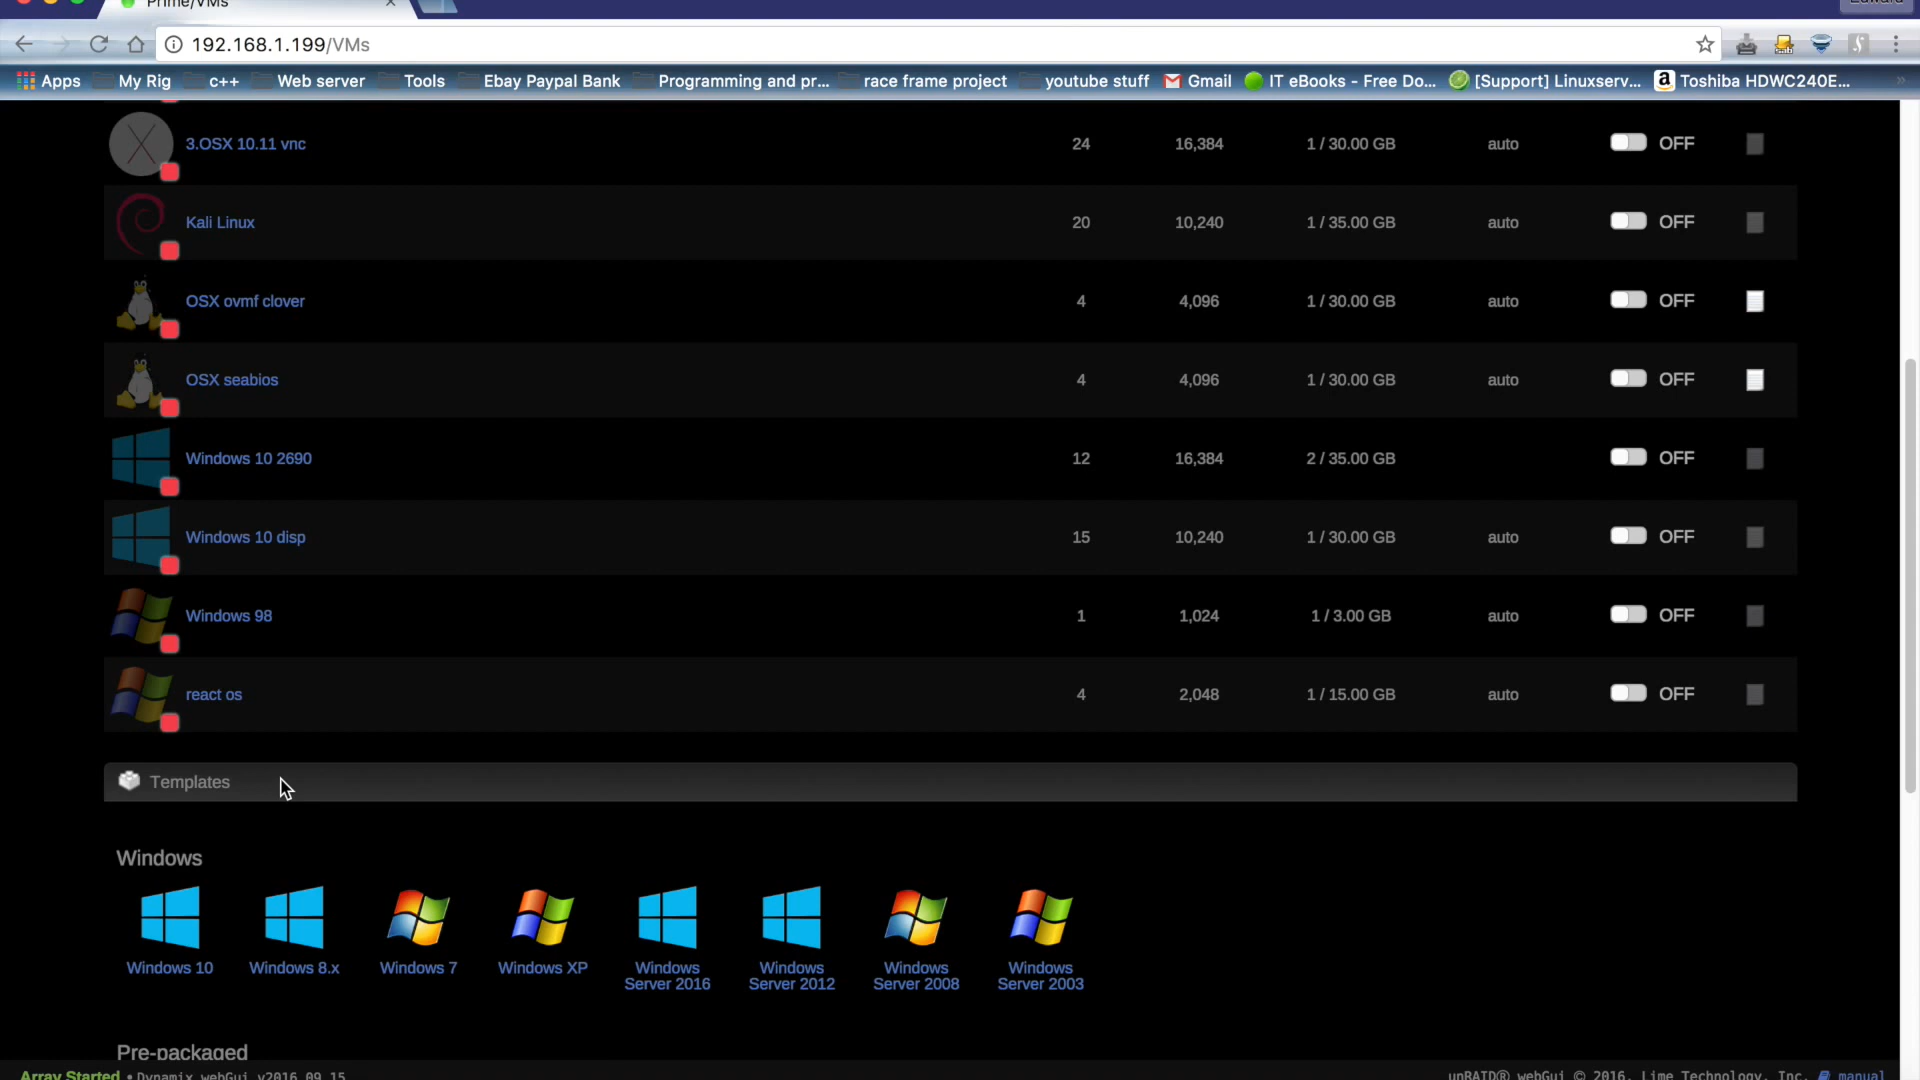 Prime/VMs
Edward
192.168.1.199/VMs
Apps My Rig c++ Web server Tools Ebay Paypal Bank Programming and pr... race frame project youtube stuff Gmail IT eBooks - Free Do... [Support] Linuxserv... Toshiba HDWC240E... »
3.OSX 10.11 vnc 24 16,384 1 / 30.00 GB auto OFF
Kali Linux 20 10,240 1 / 35.00 GB auto OFF
OSX ovmf clover 4 4,096 1 / 30.00 GB auto OFF
OSX seabios 4 4,096 1 / 30.00 GB auto OFF
Windows 10 2690 12 16,384 2 / 35.00 GB OFF
Windows 10 disp 15 10,240 1 / 30.00 GB auto OFF
Windows 98 1 1,024 1 / 3.00 GB auto OFF
react os 4 2,048 1 / 15.00 GB auto OFF
Templates
Windows
Windows 10 Windows 8.x Windows 7 Windows XP Windows Windows Windows Windows
Server 2016 Server 2012 Server 2008 Server 2003
Pre-packaged
Array Started • Dynamix webGui v2016.09.15 unRAID® webGui © 2016, Lime Technology, Inc. manual